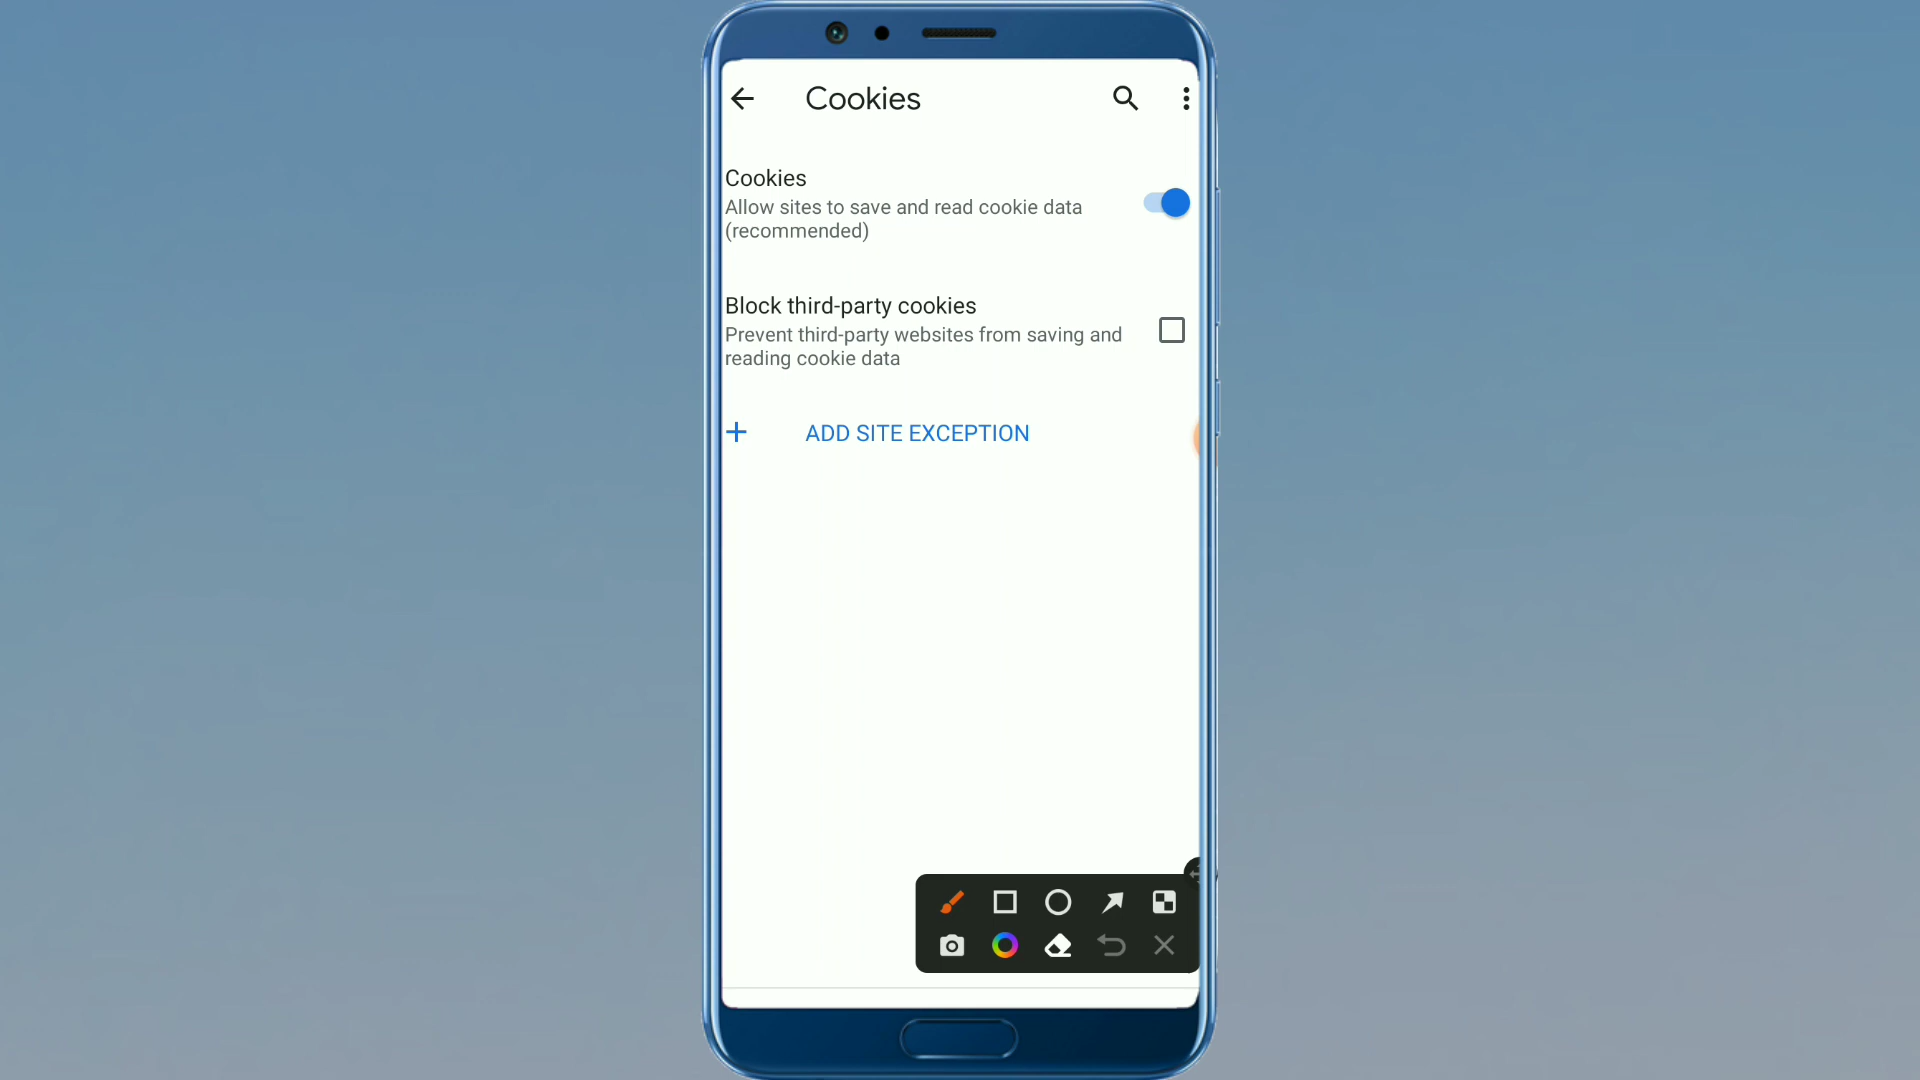 Cookies
Cookies
Allow sites to save and read cookie data
(recommended)
Block third-party cookies
Prevent third-party websites from saving and
reading cookie data
ADD SITE EXCEPTION